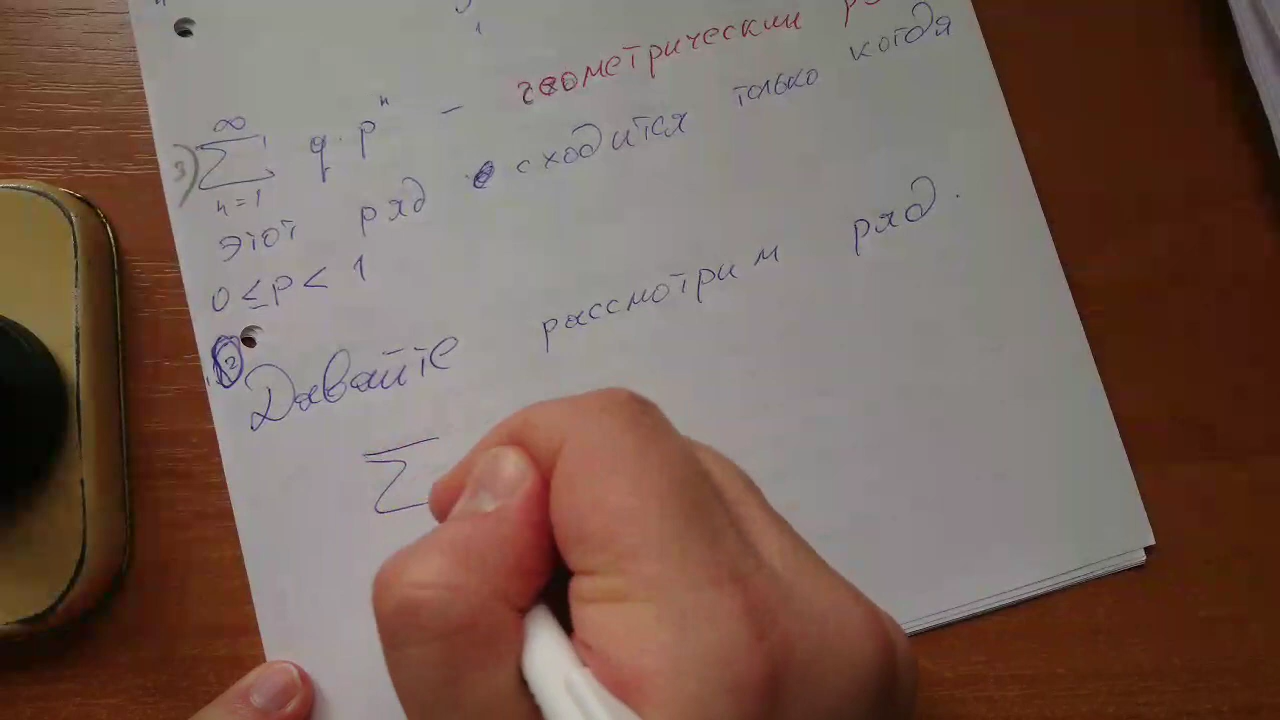 3) ∞ ∑ n=1 q·pⁿ — геометрический
этот ряд сходится только когда
0 ≤ p < 1
2 Давайте рассмотрим ряд.
∑